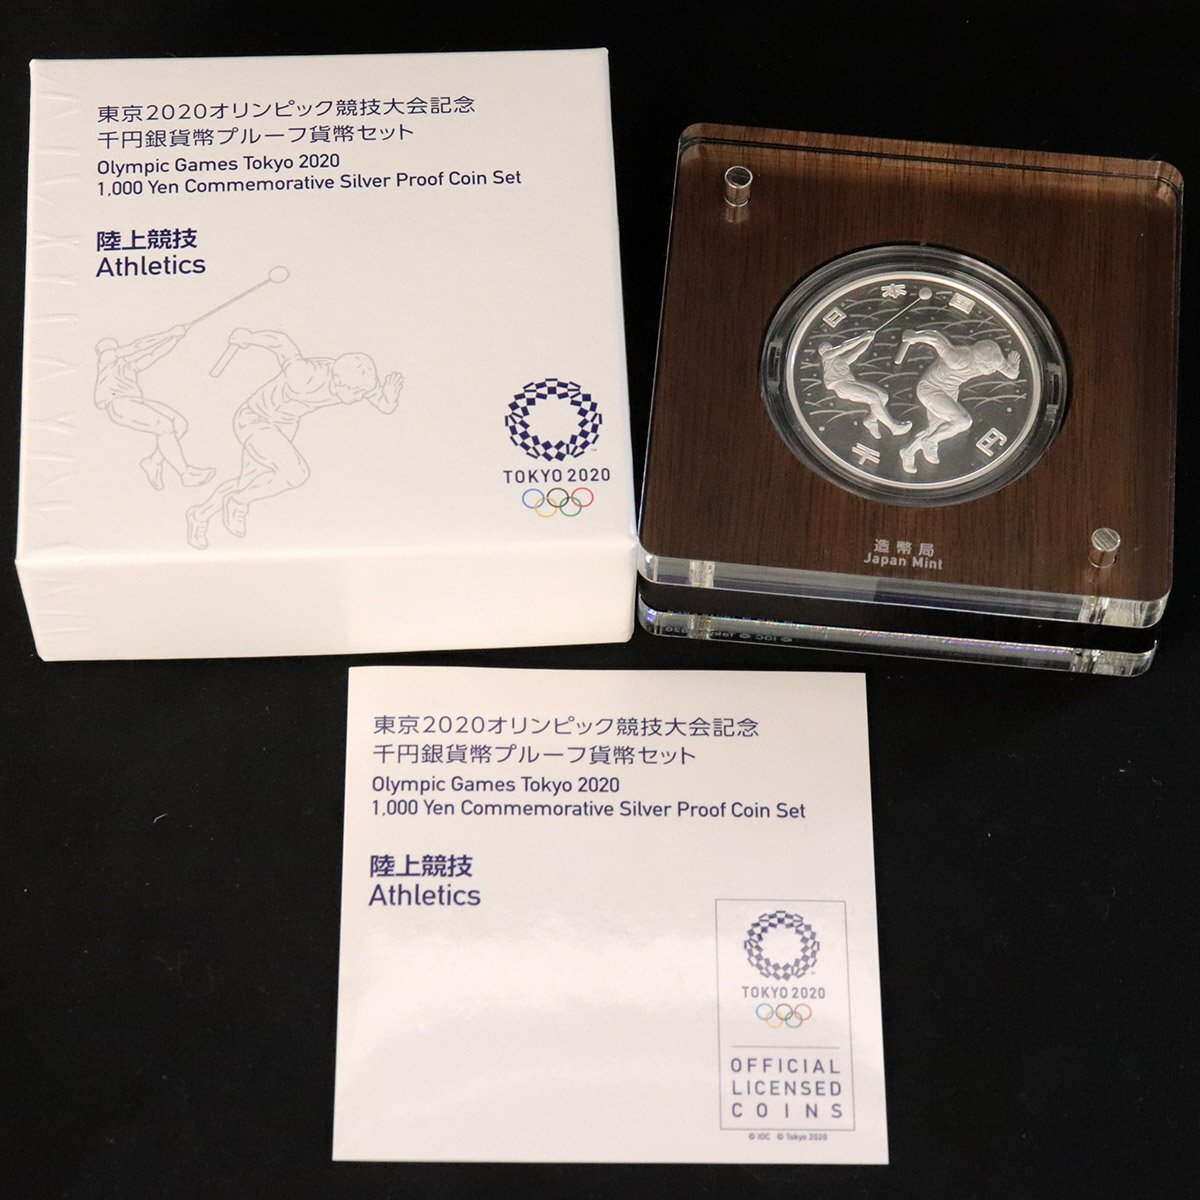 東京2020オリンピック競技大会記念
千円銀貨幣プルーフ貨幣セット
Olympic Games Tokyo 2020
1,000 Yen Commemorative Silver Proof Coin Set
陸上競技
Athletics
TOKYO 2020
日本国
千円
造幣局
Japan Mint
東京2020オリンピック競技大会記念
千円銀貨幣プルーフ貨幣セット
Olympic Games Tokyo 2020
1,000 Yen Commemorative Silver Proof Coin Set
陸上競技
Athletics
TOKYO 2020
OFFICIAL
LICENSED
COINS
© IOC © Tokyo 2020